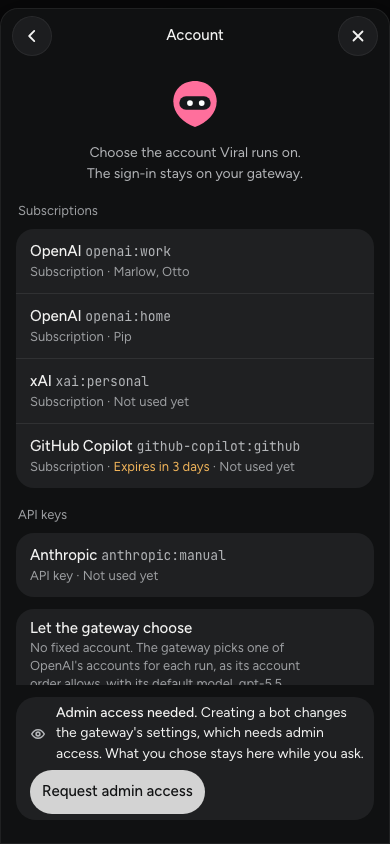 Account
Choose the account Viral runs on.
The sign-in stays on your gateway.
Subscriptions
OpenAI openai:work
Subscription · Marlow, Otto
OpenAI openai:home
Subscription · Pip
xAI xai:personal
Subscription · Not used yet
GitHub Copilot github-copilot:github
Subscription · Expires in 3 days · Not used yet
API keys
Anthropic anthropic:manual
API key · Not used yet
Let the gateway choose
No fixed account. The gateway picks one of
OpenAI's accounts for each run, as its account
order allows, with its default model, gpt-5.5
Admin access needed. Creating a bot changes
the gateway's settings, which needs admin
access. What you chose stays here while you ask.
Request admin access